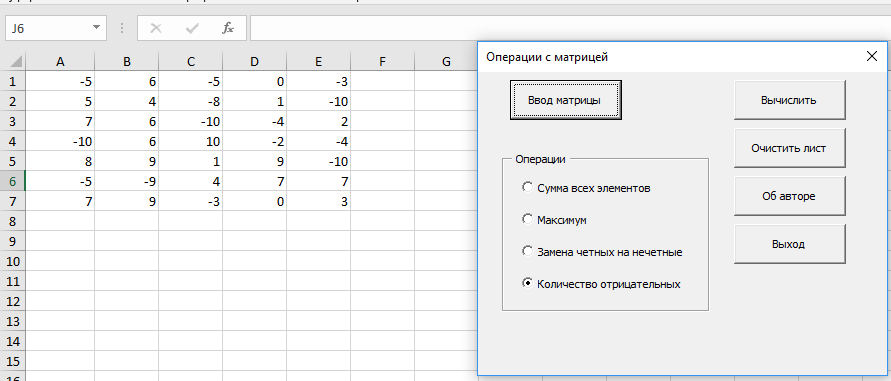 J6
fx
A B C D E F G
Операции с матрицей
1 -5 6 -5 0 -3
2 5 4 -8 1 -10
3 7 6 -10 -4 2
4 -10 6 10 -2 -4
5 8 9 1 9 -10
6 -5 -9 4 7 7
7 7 9 -3 0 3
8
9
10
11
12
13
14
15
16
Ввод матрицы
Вычислить
Очистить лист
Об авторе
Выход
Операции
Сумма всех элементов
Максимум
Замена четных на нечетные
Количество отрицательных